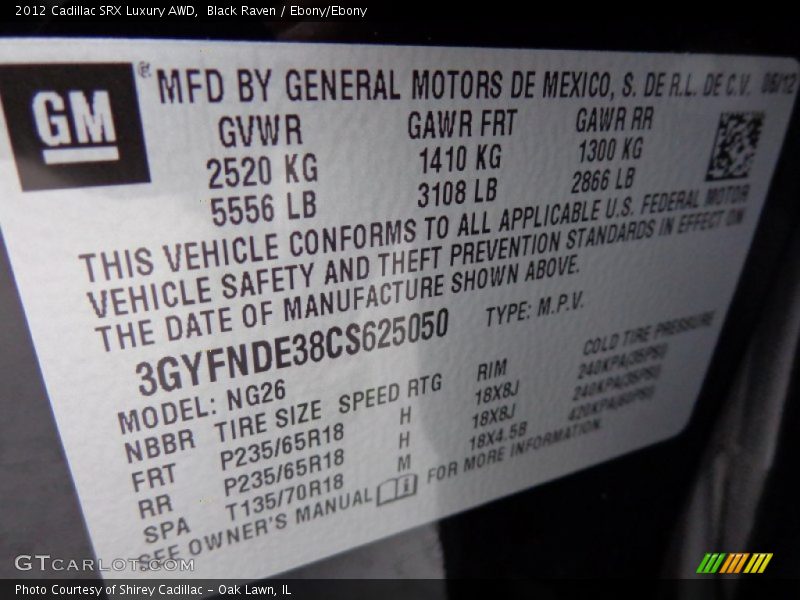 2012 Cadillac SRX Luxury AWD, Black Raven / Ebony/Ebony
GM
® MFD BY GENERAL MOTORS DE MEXICO, S. DE R.L. DE C.V. 06/12
GVWR GAWR FRT GAWR RR
2520 KG 1410 KG 1300 KG
5556 LB 3108 LB 2866 LB
THIS VEHICLE CONFORMS TO ALL APPLICABLE U.S. FEDERAL MOTOR
VEHICLE SAFETY AND THEFT PREVENTION STANDARDS IN EFFECT ON
THE DATE OF MANUFACTURE SHOWN ABOVE.
3GYFNDE38CS625050 TYPE: M.P.V.
MODEL: NG26
NBBR TIRE SIZE SPEED RTG RIM COLD TIRE PRESSURE
FRT P235/65R18 H 18X8J 240KPA(35PSI)
RR P235/65R18 H 18X8J 240KPA(35PSI)
SPA T135/70R18 M 18X4.5B 420KPA(60PSI)
SEE OWNER'S MANUAL FOR MORE INFORMATION.
GTCARLOT.COM
Photo Courtesy of Shirey Cadillac - Oak Lawn, IL